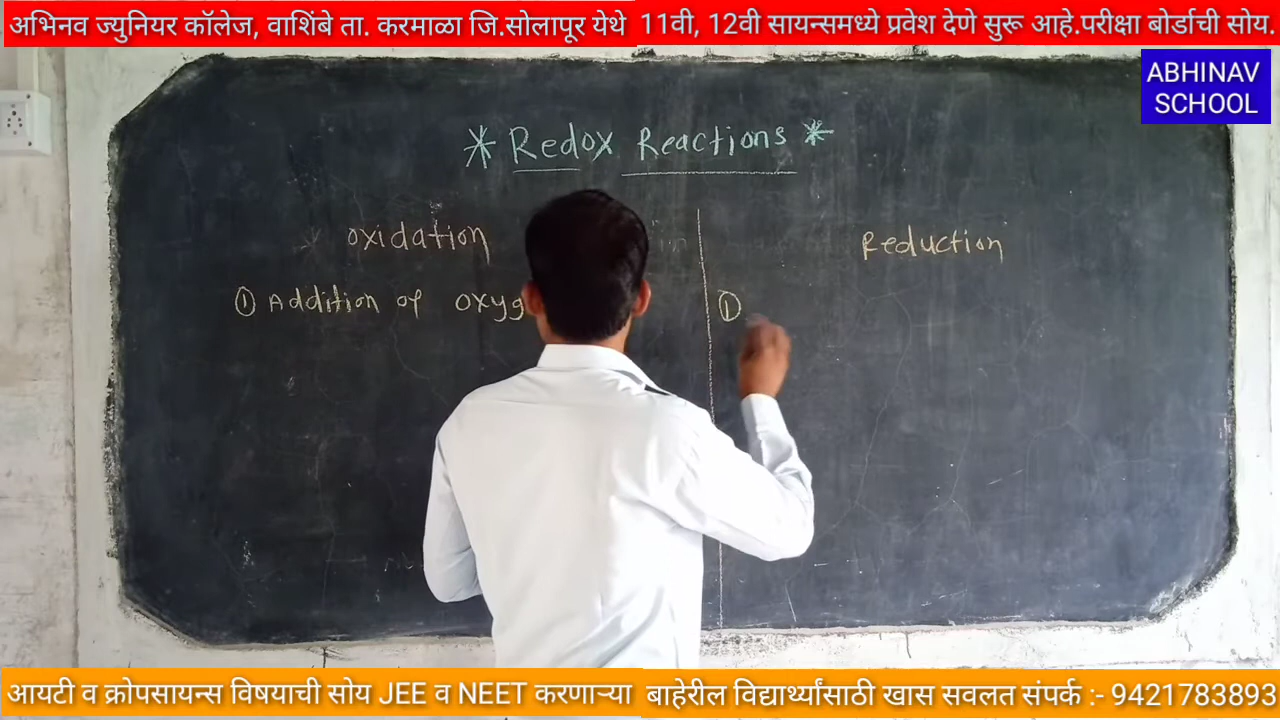 अभिनव ज्युनियर कॉलेज, वाशिंबे ता. करमाळा जि.सोलापूर येथे 11वी, 12वी सायन्समध्ये प्रवेश देणे सुरू आहे.परीक्षा बोर्डाची सोय.
ABHINAV
SCHOOL
* Redox Reactions *
oxidation
Reduction
① Addition of oxyg
①
आयटी व क्रोपसायन्स विषयाची सोय JEE व NEET करणाऱ्या बाहेरील विद्यार्थ्यांसाठी खास सवलत संपर्क :- 9421783893